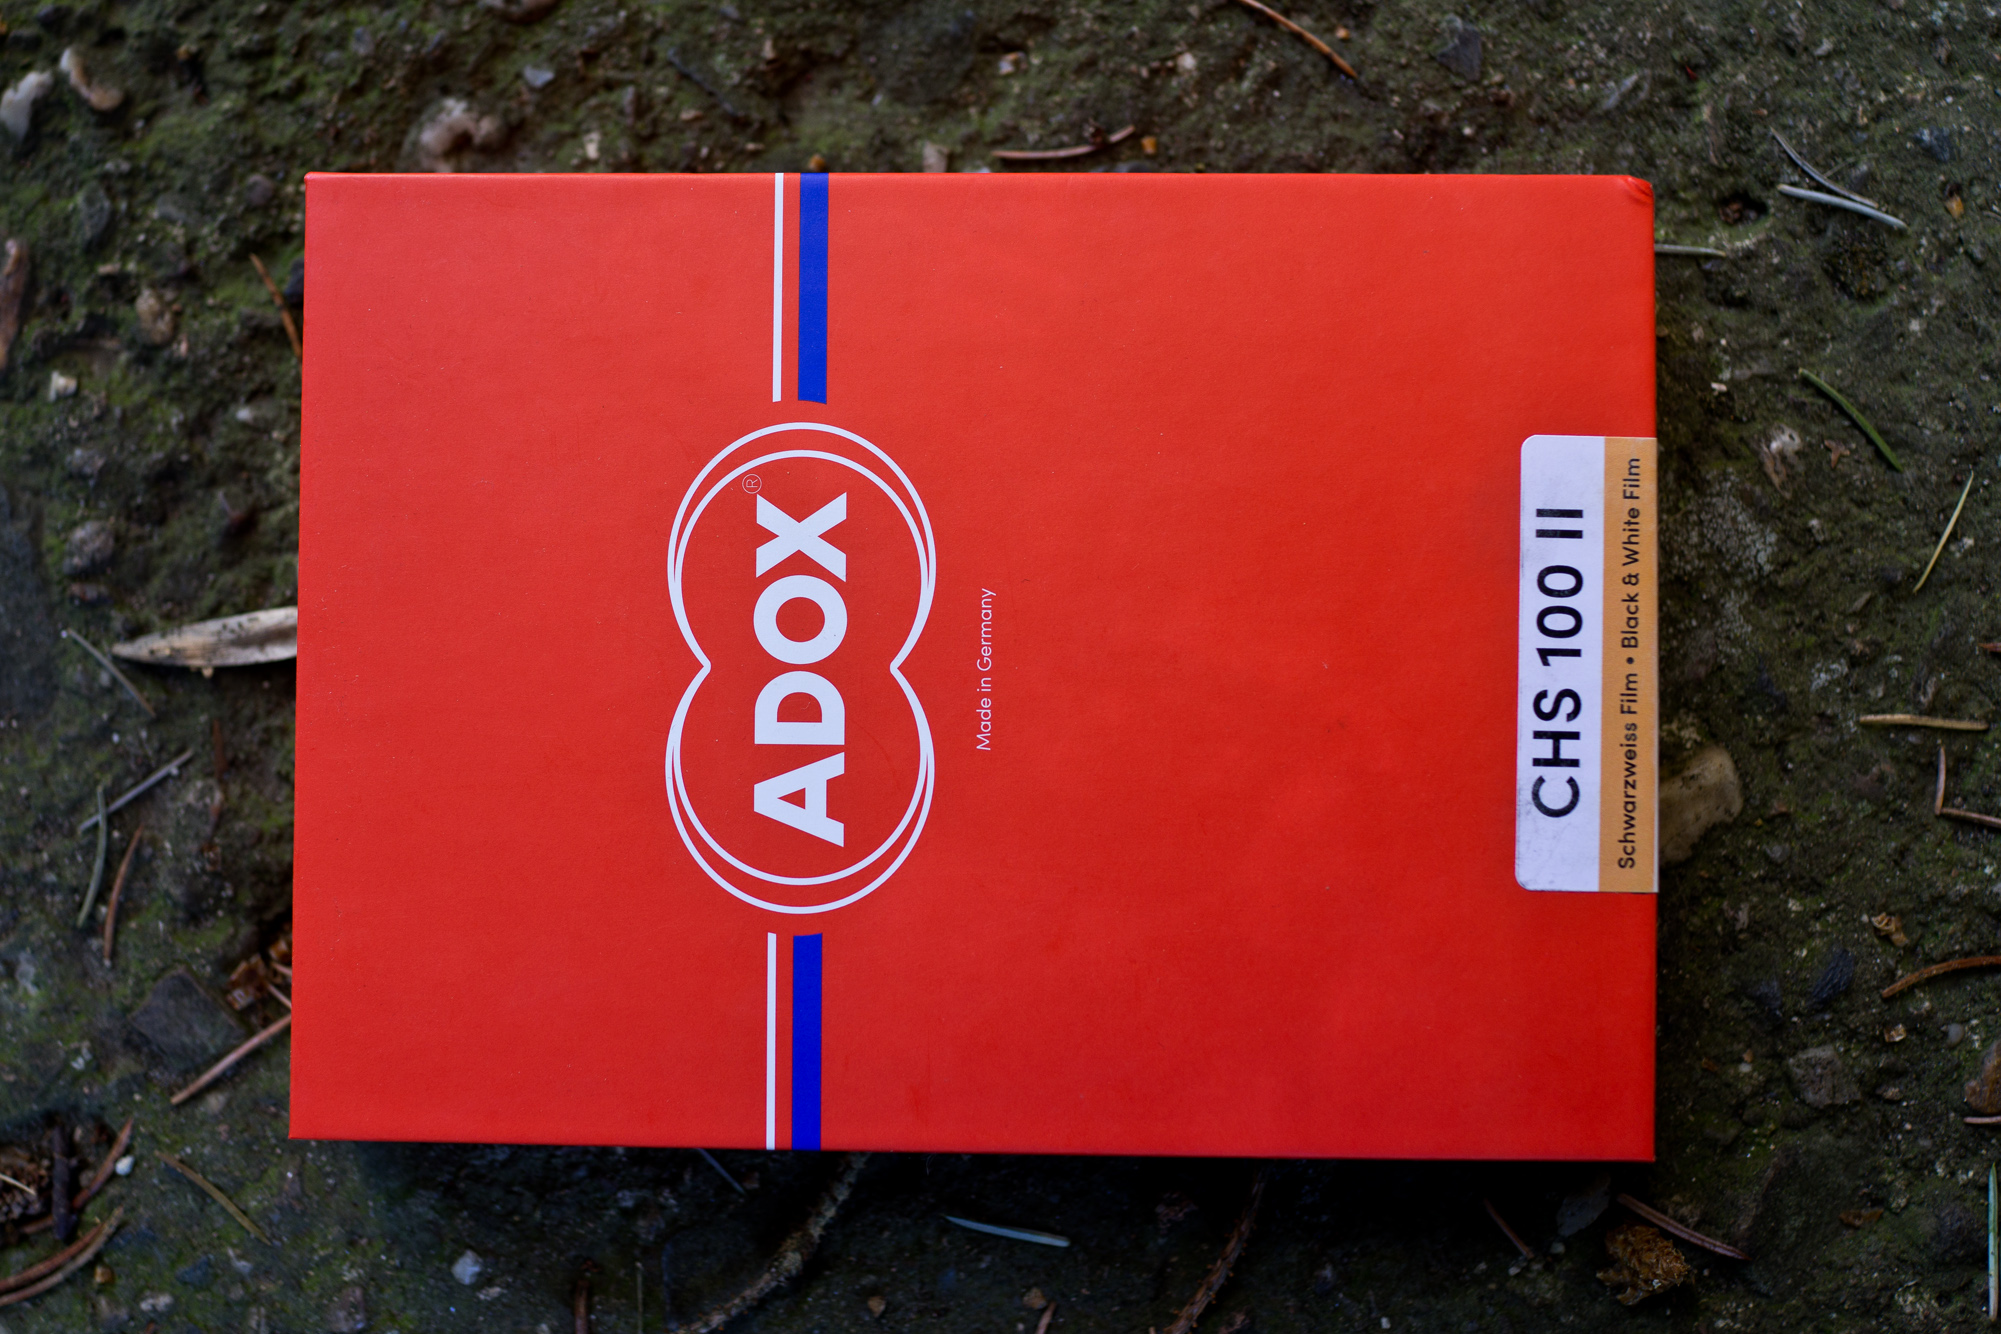 ADOX®
Made in Germany
CHS 100 II
Schwarzweiss Film • Black & White Film